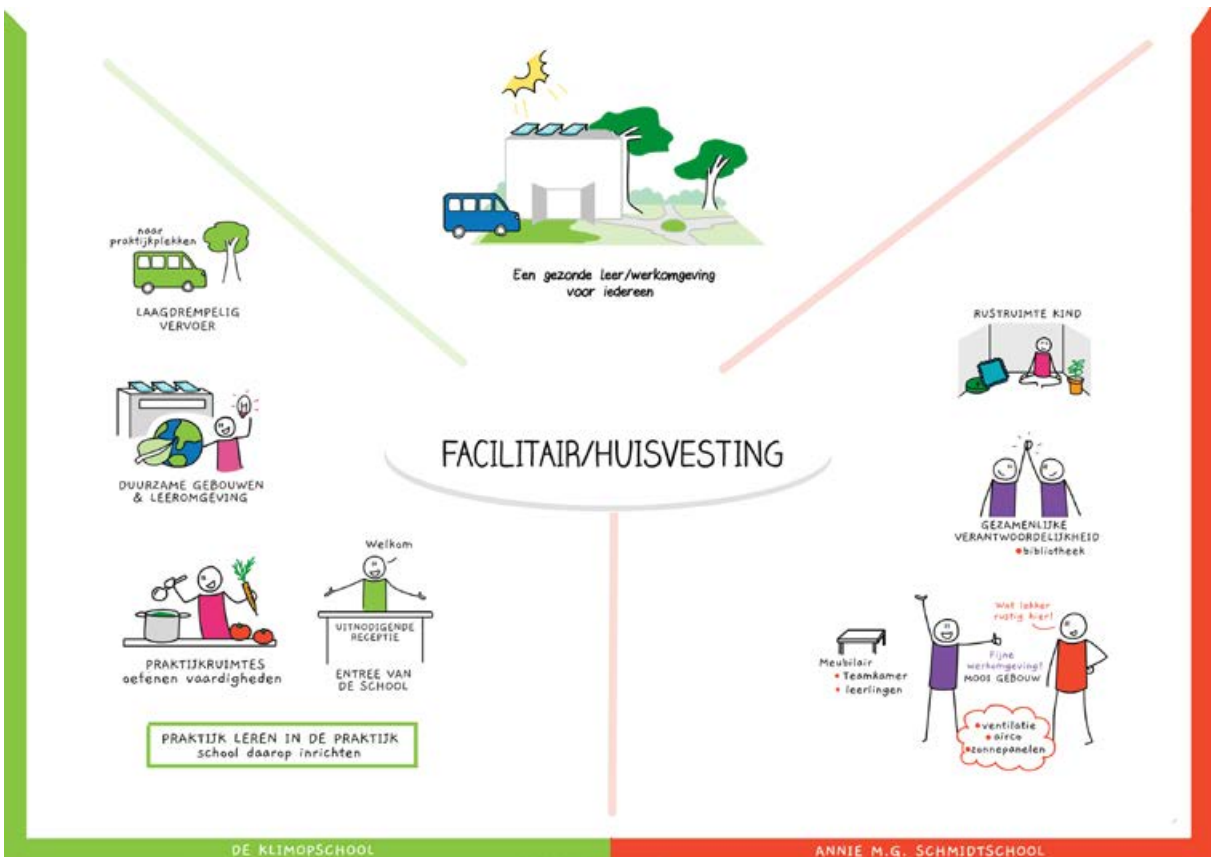 Een gezonde leer/werkomgeving
voor iedereen
FACILITAIR/HUISVESTING
naar
praktijkplekken
LAAGDREMPELIG
VERVOER
DUURZAME GEBOUWEN
& LEEROMGEVING
PRAKTIJKRUIMTES
oefenen vaardigheden
Welkom
UITNODIGENDE
RECEPTIE
ENTREE VAN
DE SCHOOL
PRAKTIJK LEREN IN DE PRAKTIJK
school daarop inrichten
DE KLIMOPSCHOOL
RUSTRUIMTE KIND
GEZAMENLIJKE
VERANTWOORDELIJKHEID
• bibliotheek
Meubilair
• Teamkamer
• leerlingen
Wat lekker
rustig hier!
Fijne
werkomgeving!
MOOI GEBOUW
• ventilatie
• airco
• zonnepanelen
ANNIE M.G. SCHMIDTSCHOOL